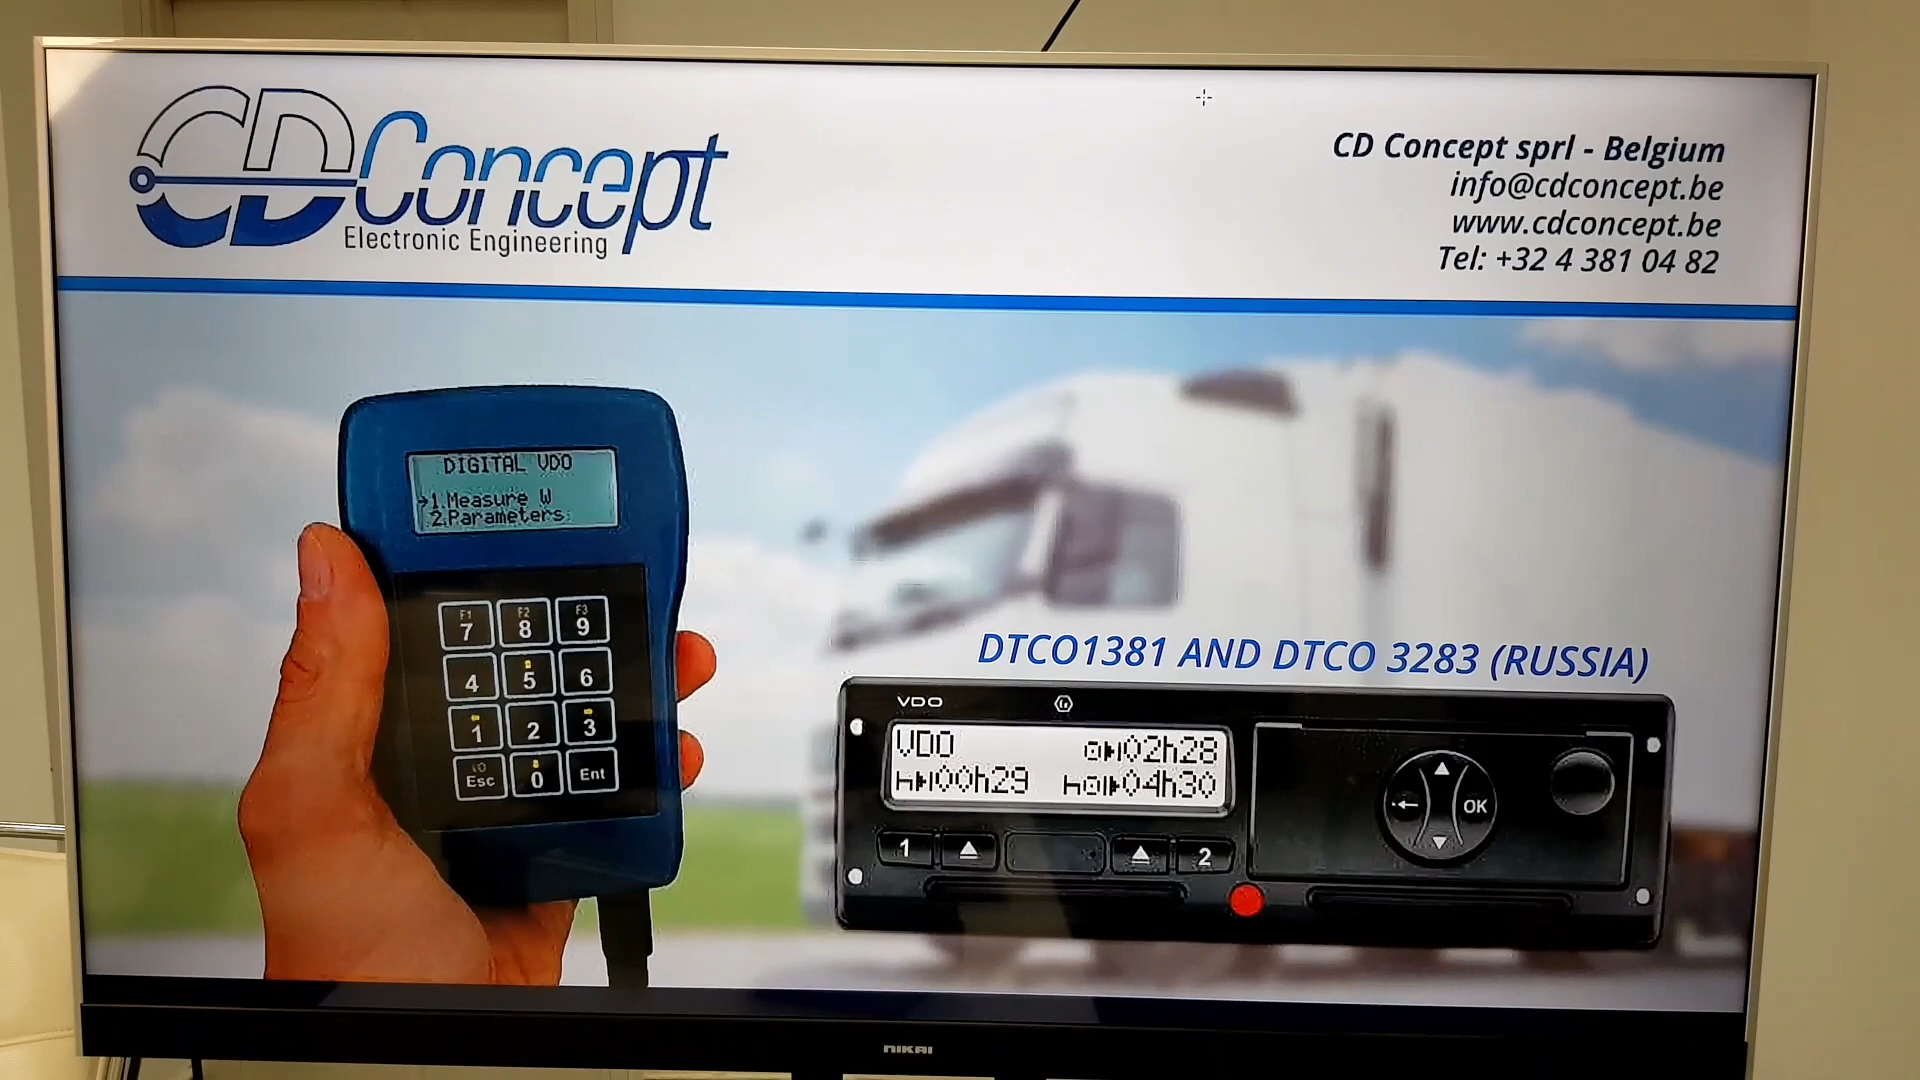 CD Concept
Electronic Engineering
CD Concept sprl - Belgium
info@cdconcept.be
www.cdconcept.be
Tel: +32 4 381 04 82
DIGITAL VDO
1.Measure W
2.Parameters
F1 F2 F3
7 8 9
4 5 6
1 2 3
Esc 0 Ent
DTCO1381 AND DTCO 3283 (RUSSIA)
VDO
VDO 02h28
00h29 04h30
1 2
OK
NIKAI